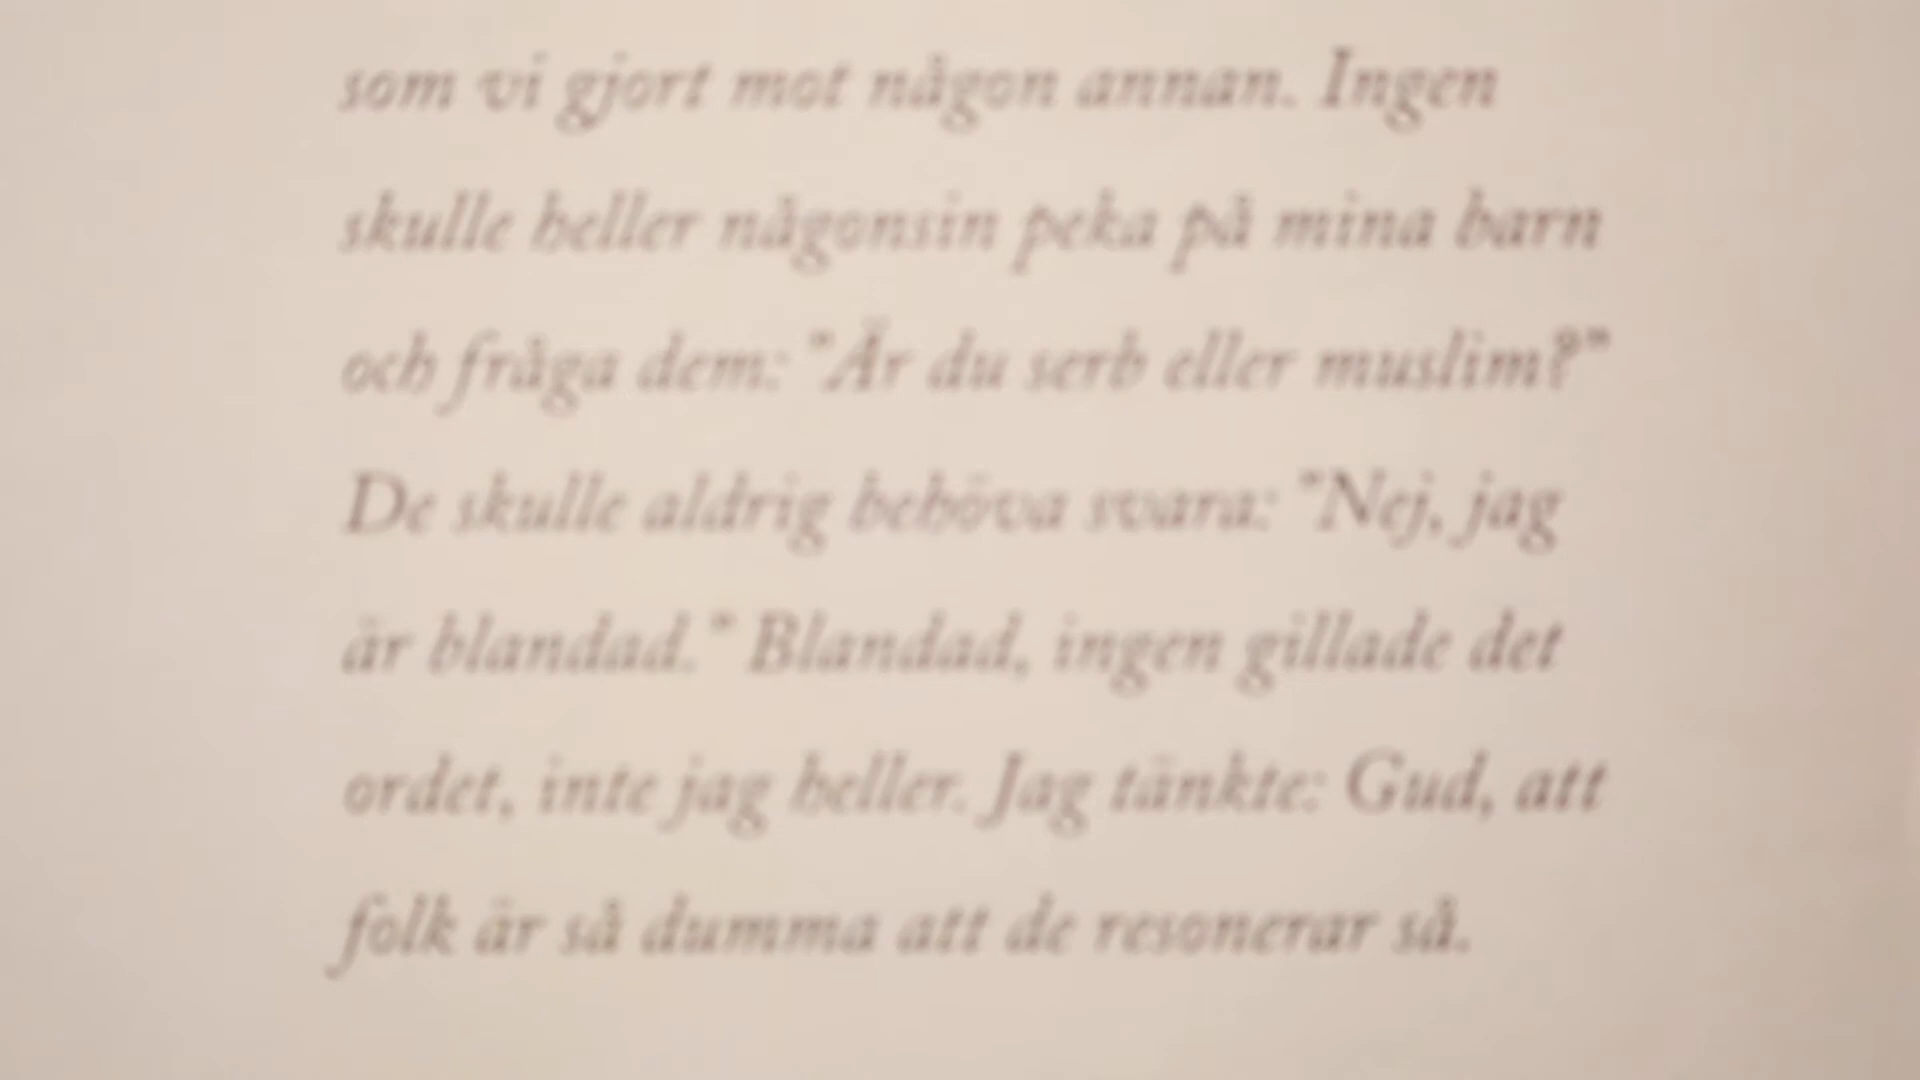 som vi gjort mot någon annan. Ingen
skulle heller någonsin peka på mina barn
och fråga dem: ”Är du serb eller muslim?”
De skulle aldrig behöva svara: ”Nej, jag
är blandad.” Blandad, ingen gillade det
ordet, inte jag heller. Jag tänkte: Gud, att
folk är så dumma att de resonerar så.